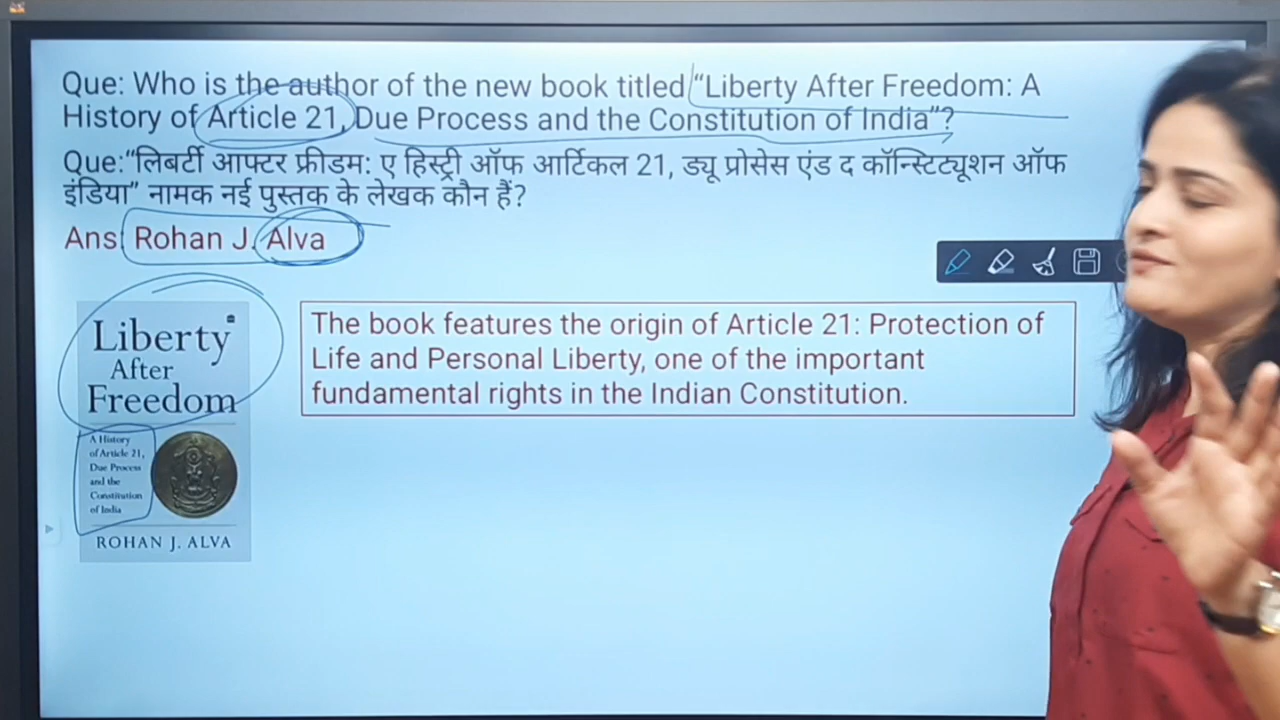 Que: Who is the author of the new book titled “Liberty After Freedom: A
History of Article 21, Due Process and the Constitution of India”?
Que:“लिबर्टी आफ्टर फ्रीडम: ए हिस्ट्री ऑफ आर्टिकल 21, ड्यू प्रोसेस एंड द कॉन्स्टिट्यूशन ऑफ
इंडिया” नामक नई पुस्तक के लेखक कौन हैं?
Ans: Rohan J. Alva
Liberty
After
Freedom
A History
of Article 21,
Due Process
and the
Constitution
of India
ROHAN J. ALVA
The book features the origin of Article 21: Protection of
Life and Personal Liberty, one of the important
fundamental rights in the Indian Constitution.